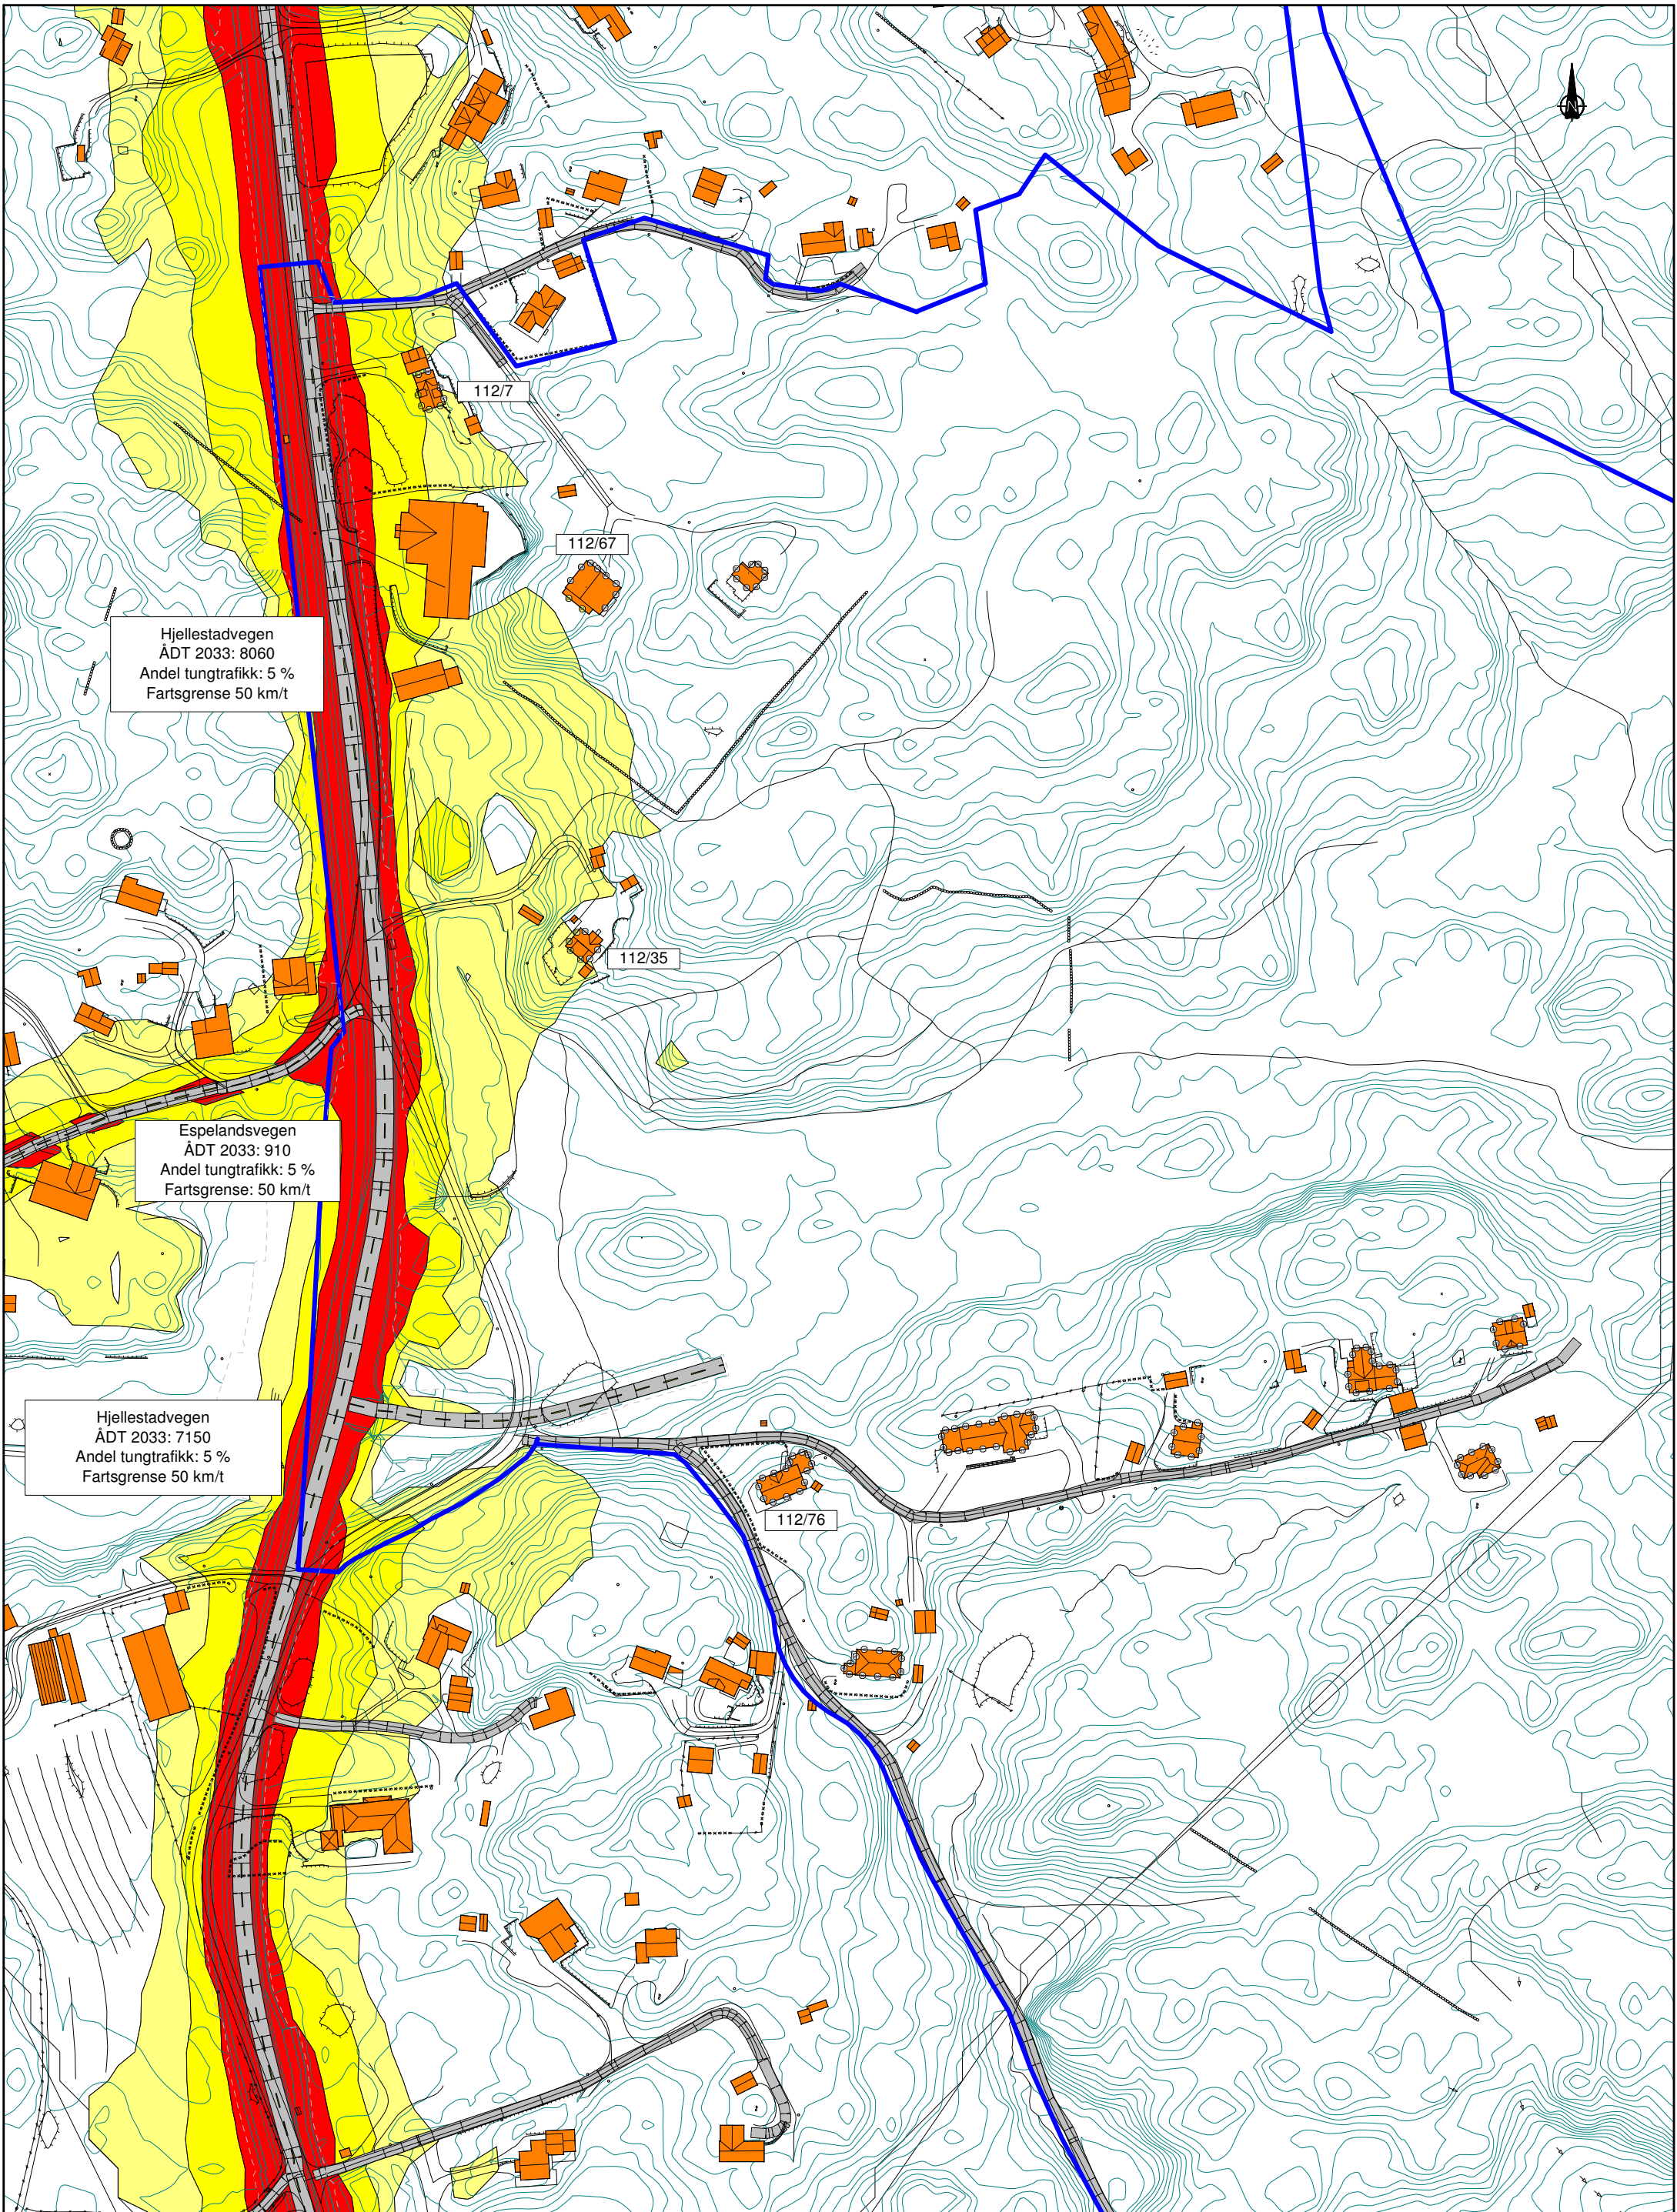 N
112/7
112/67
Hjellestadvegen
ÅDT 2033: 8060
Andel tungtrafikk: 5 %
Fartsgrense 50 km/t
112/35
Espelandsvegen
ÅDT 2033: 910
Andel tungtrafikk: 5 %
Fartsgrense: 50 km/t
Hjellestadvegen
ÅDT 2033: 7150
Andel tungtrafikk: 5 %
Fartsgrense 50 km/t
112/76